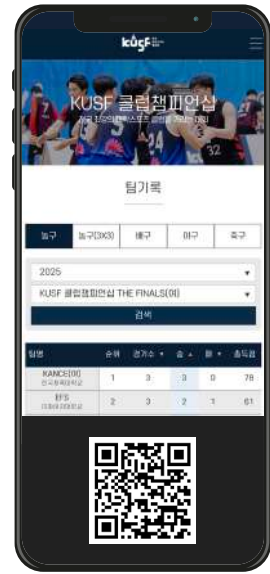 KUSF
KUSF 클럽챔피언십
팀기록
농구 농구(3X3) 배구 야구 축구
2025
KUSF 클럽챔피언십 THE FINALS(여)
검색
팀명 순위 경기수 승 패 총득점
KANCE(여) 1 3 3 0 78
EFS 2 3 2 1 61